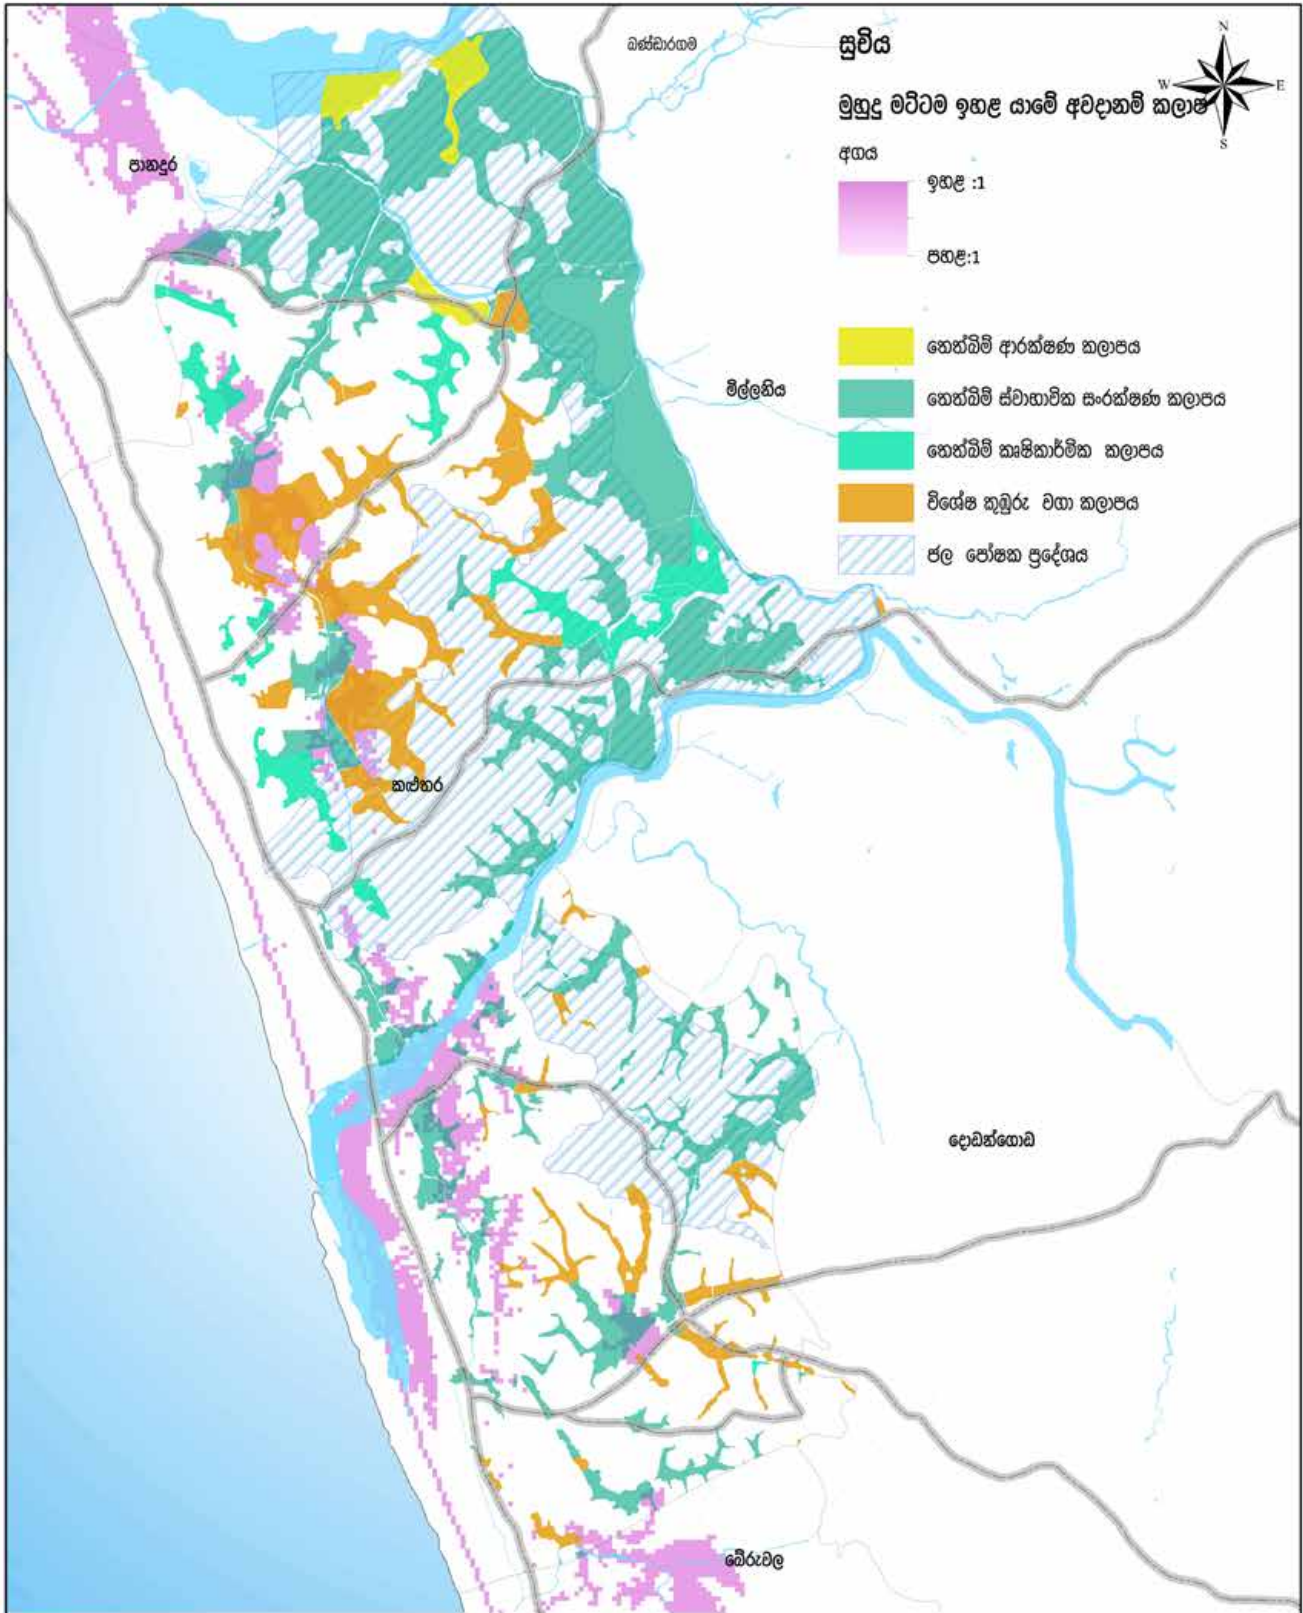 බණ්ඩාරගම
සුචිය
N
W
E
S
මුහුදු මට්ටම ඉහළ යාමේ අවදානම් කලාප
අගය
ඉහළ :1
පහළ:1
පානදුර
තෙත්බිම් ආරක්ෂණ කලාපය
මිල්ලනිය
තෙත්බිම් ස්වාභාවික සංරක්ෂණ කලාපය
තෙත්බිම් කෘෂිකාර්මික කලාපය
විශේෂ කුඹුරු වගා කලාපය
ජල පෝෂක ප්‍රදේශය
කළුතර
දොඩන්ගොඩ
බේරුවල